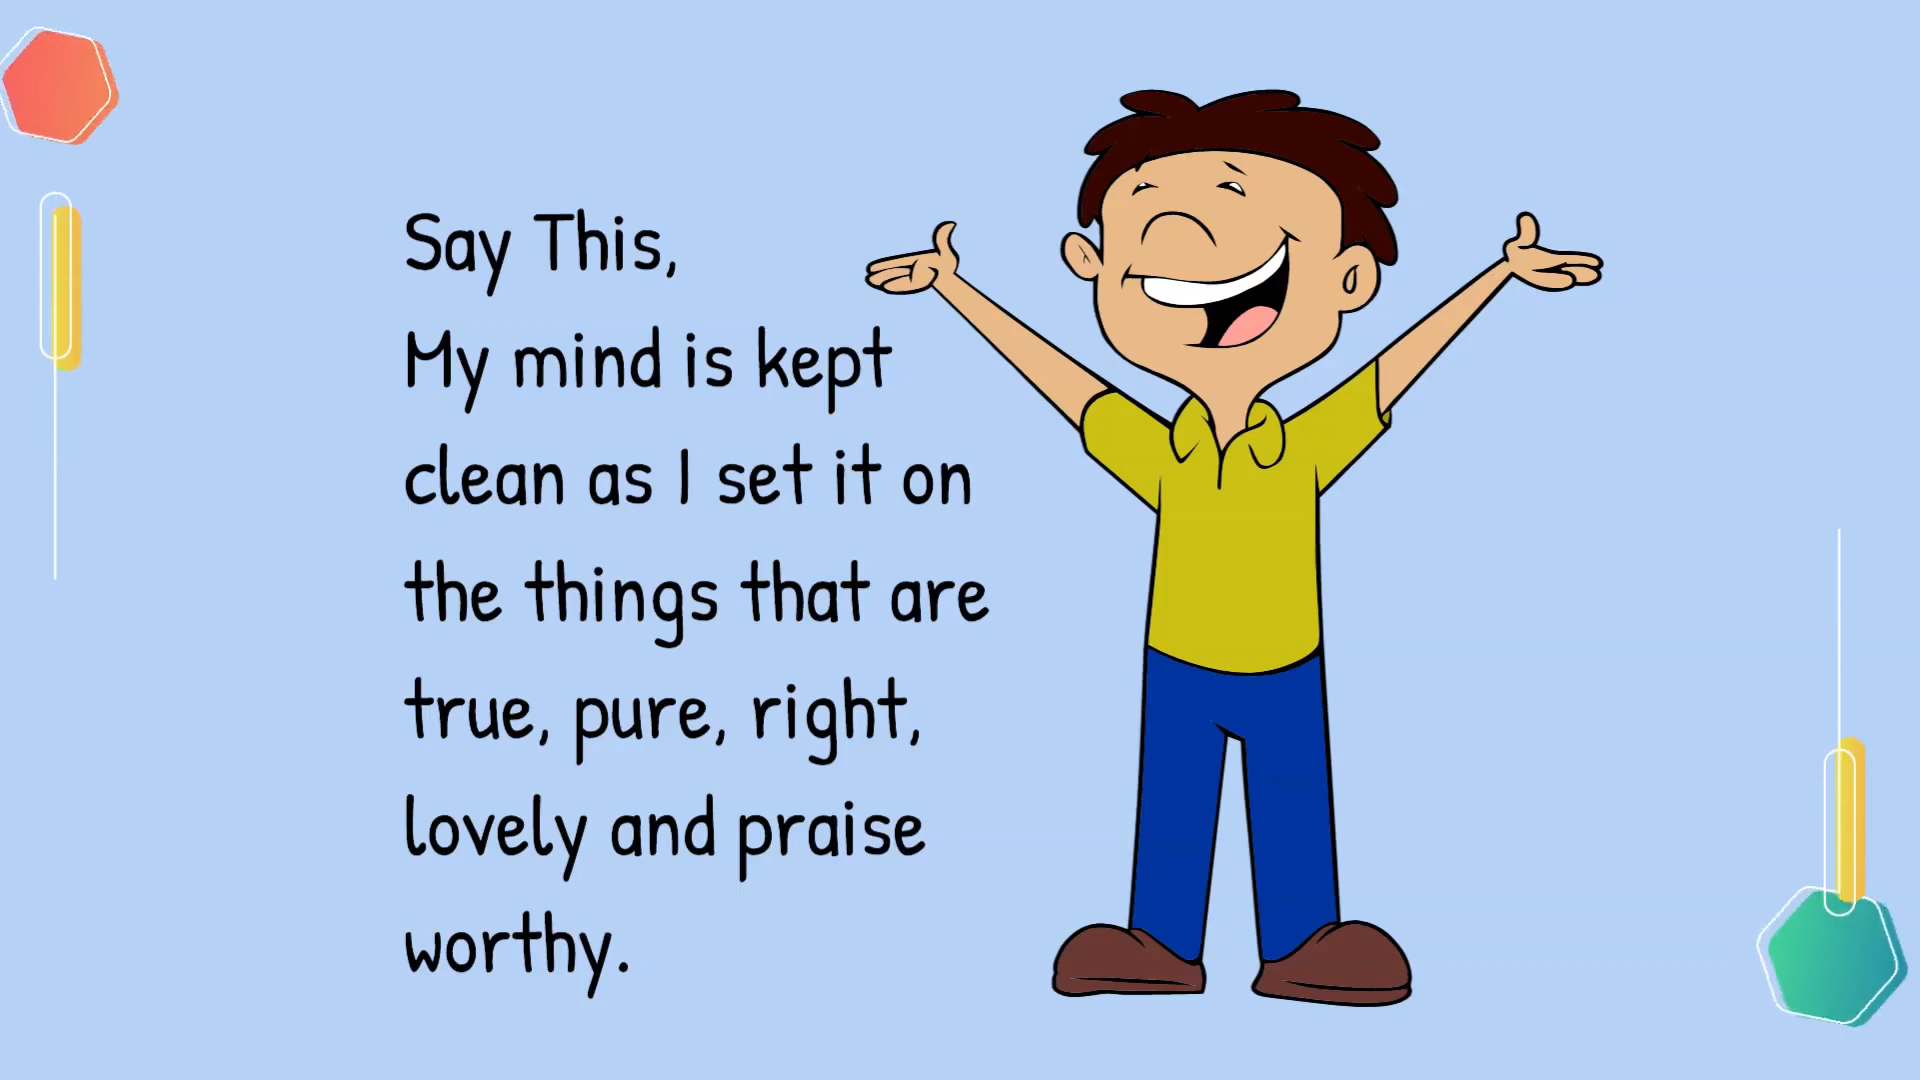 Say This,
My mind is kept
clean as I set it on
the things that are
true, pure, right,
lovely and praise
worthy.